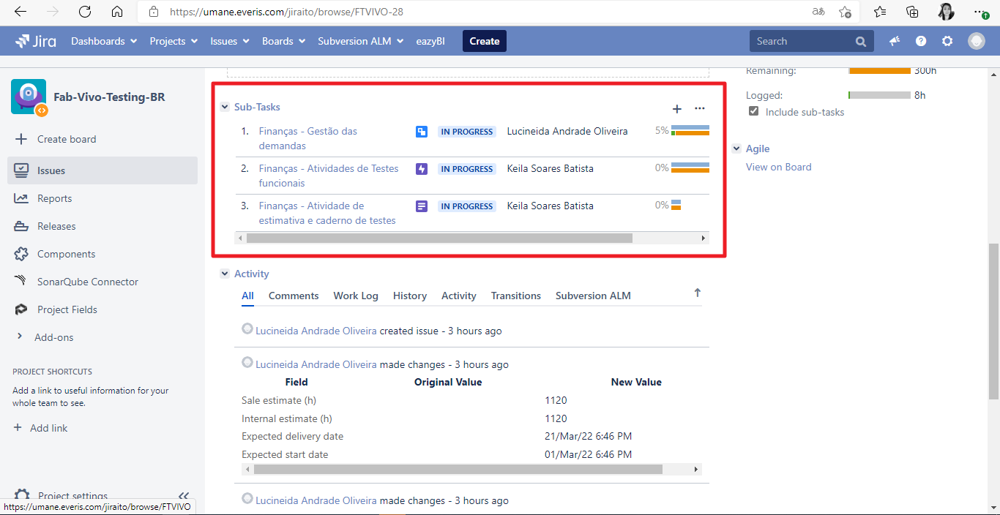 https://umane.everis.com/jiraito/browse/FTVIVO-28
Jira
Dashboards
Projects
Issues
Boards
Subversion ALM
eazyBI
Create
Search
Fab-Vivo-Testing-BR
Create board
Issues
Reports
Releases
Components
SonarQube Connector
Project Fields
Add-ons
PROJECT SHORTCUTS
Add a link to useful information for your
whole team to see.
Add link
Project settings
https://umane.everis.com/jiraito/browse/FTVIVO
Sub-Tasks
1. Finanças - Gestão das
demandas
IN PROGRESS
Lucineida Andrade Oliveira
5%
2. Finanças - Atividades de Testes
funcionais
IN PROGRESS
Keila Soares Batista
0%
3. Finanças - Atividade de
estimativa e caderno de testes
IN PROGRESS
Keila Soares Batista
0%
Activity
All Comments Work Log History Activity Transitions Subversion ALM
Lucineida Andrade Oliveira created issue - 3 hours ago
Lucineida Andrade Oliveira made changes - 3 hours ago
Field Original Value New Value
Sale estimate (h) 1120
Internal estimate (h) 1120
Expected delivery date 21/Mar/22 6:46 PM
Expected start date 01/Mar/22 6:46 PM
Lucineida Andrade Oliveira made changes - 3 hours ago
Remaining: 300h
Logged: 8h
Include sub-tasks
Agile
View on Board